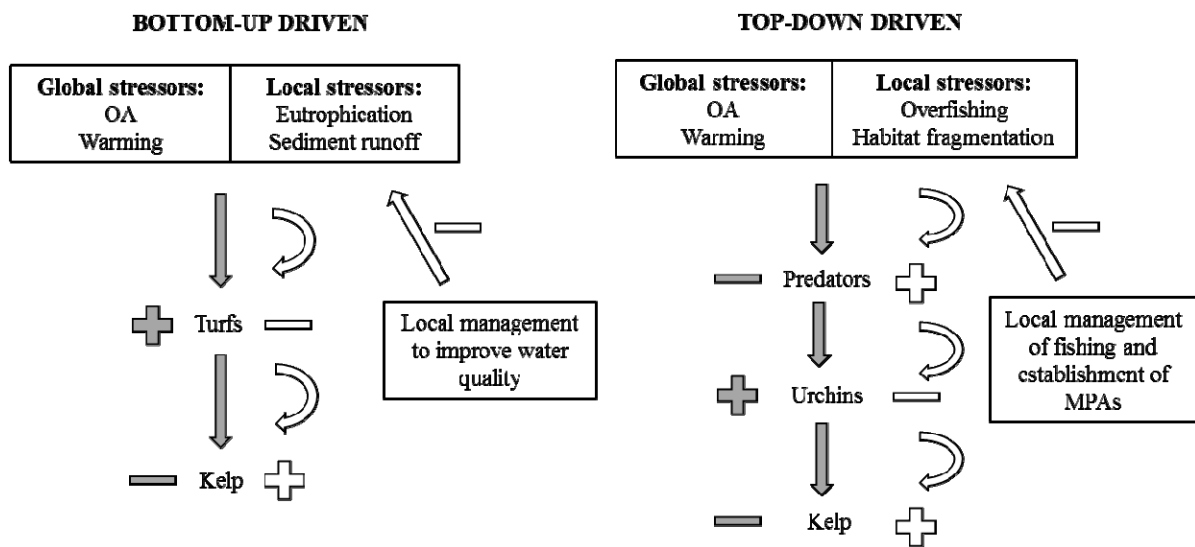 BOTTOM-UP DRIVEN
Global stressors:
OA
Warming
Local stressors:
Eutrophication
Sediment runoff
Turfs
Kelp
Local management
to improve water
quality
TOP-DOWN DRIVEN
Global stressors:
OA
Warming
Local stressors:
Overfishing
Habitat fragmentation
Predators
Urchins
Kelp
Local management
of fishing and
establishment of
MPAs